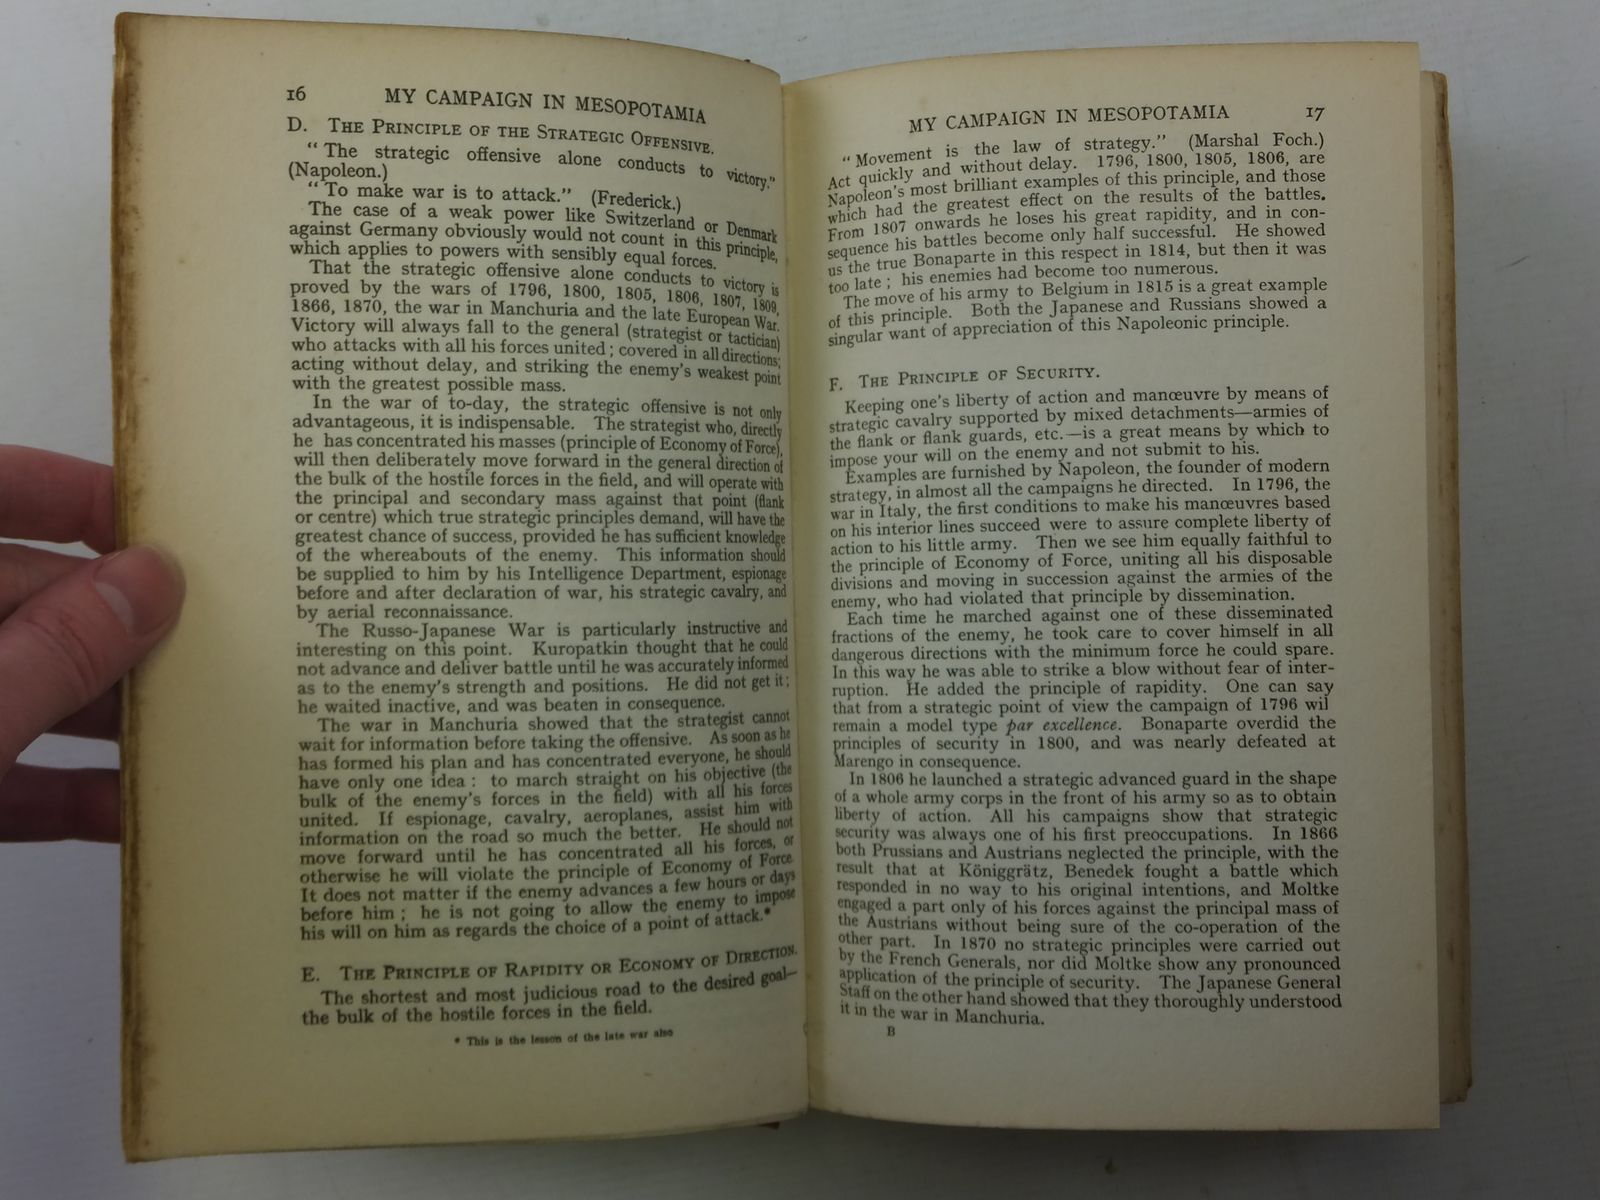 16 MY CAMPAIGN IN MESOPOTAMIA
D. THE PRINCIPLE OF THE STRATEGIC OFFENSIVE.
“ The strategic offensive alone conducts to victory.”
(Napoleon.)
“ To make war is to attack.” (Frederick.)
The case of a weak power like Switzerland or Denmark
against Germany obviously would not count in this principle,
which applies to powers with sensibly equal forces.
That the strategic offensive alone conducts to victory is
proved by the wars of 1796, 1800, 1805, 1806, 1807, 1809,
1866, 1870, the war in Manchuria and the late European War.
Victory will always fall to the general (strategist or tactician)
who attacks with all his forces united ; covered in all directions;
acting without delay, and striking the enemy’s weakest point
with the greatest possible mass.
In the war of to-day, the strategic offensive is not only
advantageous, it is indispensable. The strategist who, directly
he has concentrated his masses (principle of Economy of Force),
will then deliberately move forward in the general direction of
the bulk of the hostile forces in the field, and will operate with
the principal and secondary mass against that point (flank
or centre) which true strategic principles demand, will have the
greatest chance of success, provided he has sufficient knowledge
of the whereabouts of the enemy. This information should
be supplied to him by his Intelligence Department, espionage
before and after declaration of war, his strategic cavalry, and
by aerial reconnaissance.
The Russo-Japanese War is particularly instructive and
interesting on this point. Kuropatkin thought that he could
not advance and deliver battle until he was accurately informed
as to the enemy’s strength and positions. He did not get it ;
he waited inactive, and was beaten in consequence.
The war in Manchuria showed that the strategist cannot
wait for information before taking the offensive. As soon as he
has formed his plan and has concentrated everyone, he should
have only one idea : to march straight on his objective (the
bulk of the enemy’s forces in the field) with all his forces
united. If espionage, cavalry, aeroplanes, assist him with
information on the road so much the better. He should not
move forward until he has concentrated all his forces, or
otherwise he will violate the principle of Economy of Force.
It does not matter if the enemy advances a few hours or days
before him ; he is not going to allow the enemy to impose
his will on him as regards the choice of a point of attack.*
E. THE PRINCIPLE OF RAPIDITY OR ECONOMY OF DIRECTION.
The shortest and most judicious road to the desired goal—
the bulk of the hostile forces in the field.
* This is the lesson of the late war also
MY CAMPAIGN IN MESOPOTAMIA 17
“ Movement is the law of strategy.” (Marshal Foch.)
Act quickly and without delay. 1796, 1800, 1805, 1806, are
Napoleon’s most brilliant examples of this principle, and those
which had the greatest effect on the results of the battles.
From 1807 onwards he loses his great rapidity, and in con-
sequence his battles become only half successful. He showed
us the true Bonaparte in this respect in 1814, but then it was
too late ; his enemies had become too numerous.
The move of his army to Belgium in 1815 is a great example
of this principle. Both the Japanese and Russians showed a
singular want of appreciation of this Napoleonic principle.
F. THE PRINCIPLE OF SECURITY.
Keeping one’s liberty of action and manœuvre by means of
strategic cavalry supported by mixed detachments—armies of
the flank or flank guards, etc.—is a great means by which to
impose your will on the enemy and not submit to his.
Examples are furnished by Napoleon, the founder of modern
strategy, in almost all the campaigns he directed. In 1796, the
war in Italy, the first conditions to make his manœuvres based
on his interior lines succeed were to assure complete liberty of
action to his little army. Then we see him equally faithful to
the principle of Economy of Force, uniting all his disposable
divisions and moving in succession against the armies of the
enemy, who had violated that principle by dissemination.
Each time he marched against one of these disseminated
fractions of the enemy, he took care to cover himself in all
dangerous directions with the minimum force he could spare.
In this way he was able to strike a blow without fear of inter-
ruption. He added the principle of rapidity. One can say
that from a strategic point of view the campaign of 1796 wil
remain a model type par excellence. Bonaparte overdid the
principles of security in 1800, and was nearly defeated at
Marengo in consequence.
In 1806 he launched a strategic advanced guard in the shape
of a whole army corps in the front of his army so as to obtain
liberty of action. All his campaigns show that strategic
security was always one of his first preoccupations. In 1866
both Prussians and Austrians neglected the principle, with the
result that at Königgrätz, Benedek fought a battle which
responded in no way to his original intentions, and Moltke
engaged a part only of his forces against the principal mass of
the Austrians without being sure of the co-operation of the
other part. In 1870 no strategic principles were carried out
by the French Generals, nor did Moltke show any pronounced
application of the principle of security. The Japanese General
Staff on the other hand showed that they thoroughly understood
it in the war in Manchuria.
B